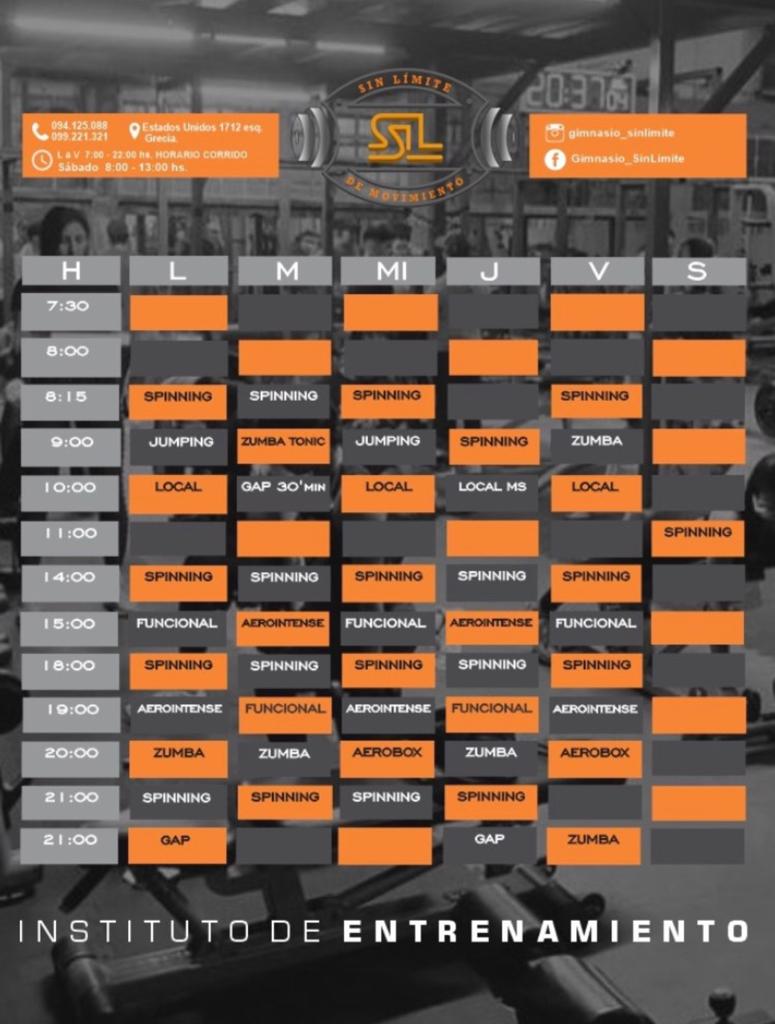 20:37 04
SIN LÍMITE
SL
DE MOVIMIENTO
094.125.088
099.221.321
Estados Unidos 1712 esq.
Grecia.
L á V 7:00 - 22:00 hs. HORARIO CORRIDO
Sábado 8:00 - 13:00 hs.
gimnasio_sinlimite
Gimnasio_SinLimite
H L M MI J V S
7:30
8:00
8:15 SPINNING SPINNING SPINNING SPINNING
9:00 JUMPING ZUMBA TONIC JUMPING SPINNING ZUMBA
10:00 LOCAL GAP 30'MIN LOCAL LOCAL MS LOCAL
11:00 SPINNING
14:00 SPINNING SPINNING SPINNING SPINNING SPINNING
15:00 FUNCIONAL AEROINTENSE FUNCIONAL AEROINTENSE FUNCIONAL
18:00 SPINNING SPINNING SPINNING SPINNING SPINNING
19:00 AEROINTENSE FUNCIONAL AEROINTENSE FUNCIONAL AEROINTENSE
20:00 ZUMBA ZUMBA AEROBOX ZUMBA AEROBOX
21:00 SPINNING SPINNING SPINNING SPINNING
21:00 GAP GAP ZUMBA
INSTITUTO DE ENTRENAMIENTO